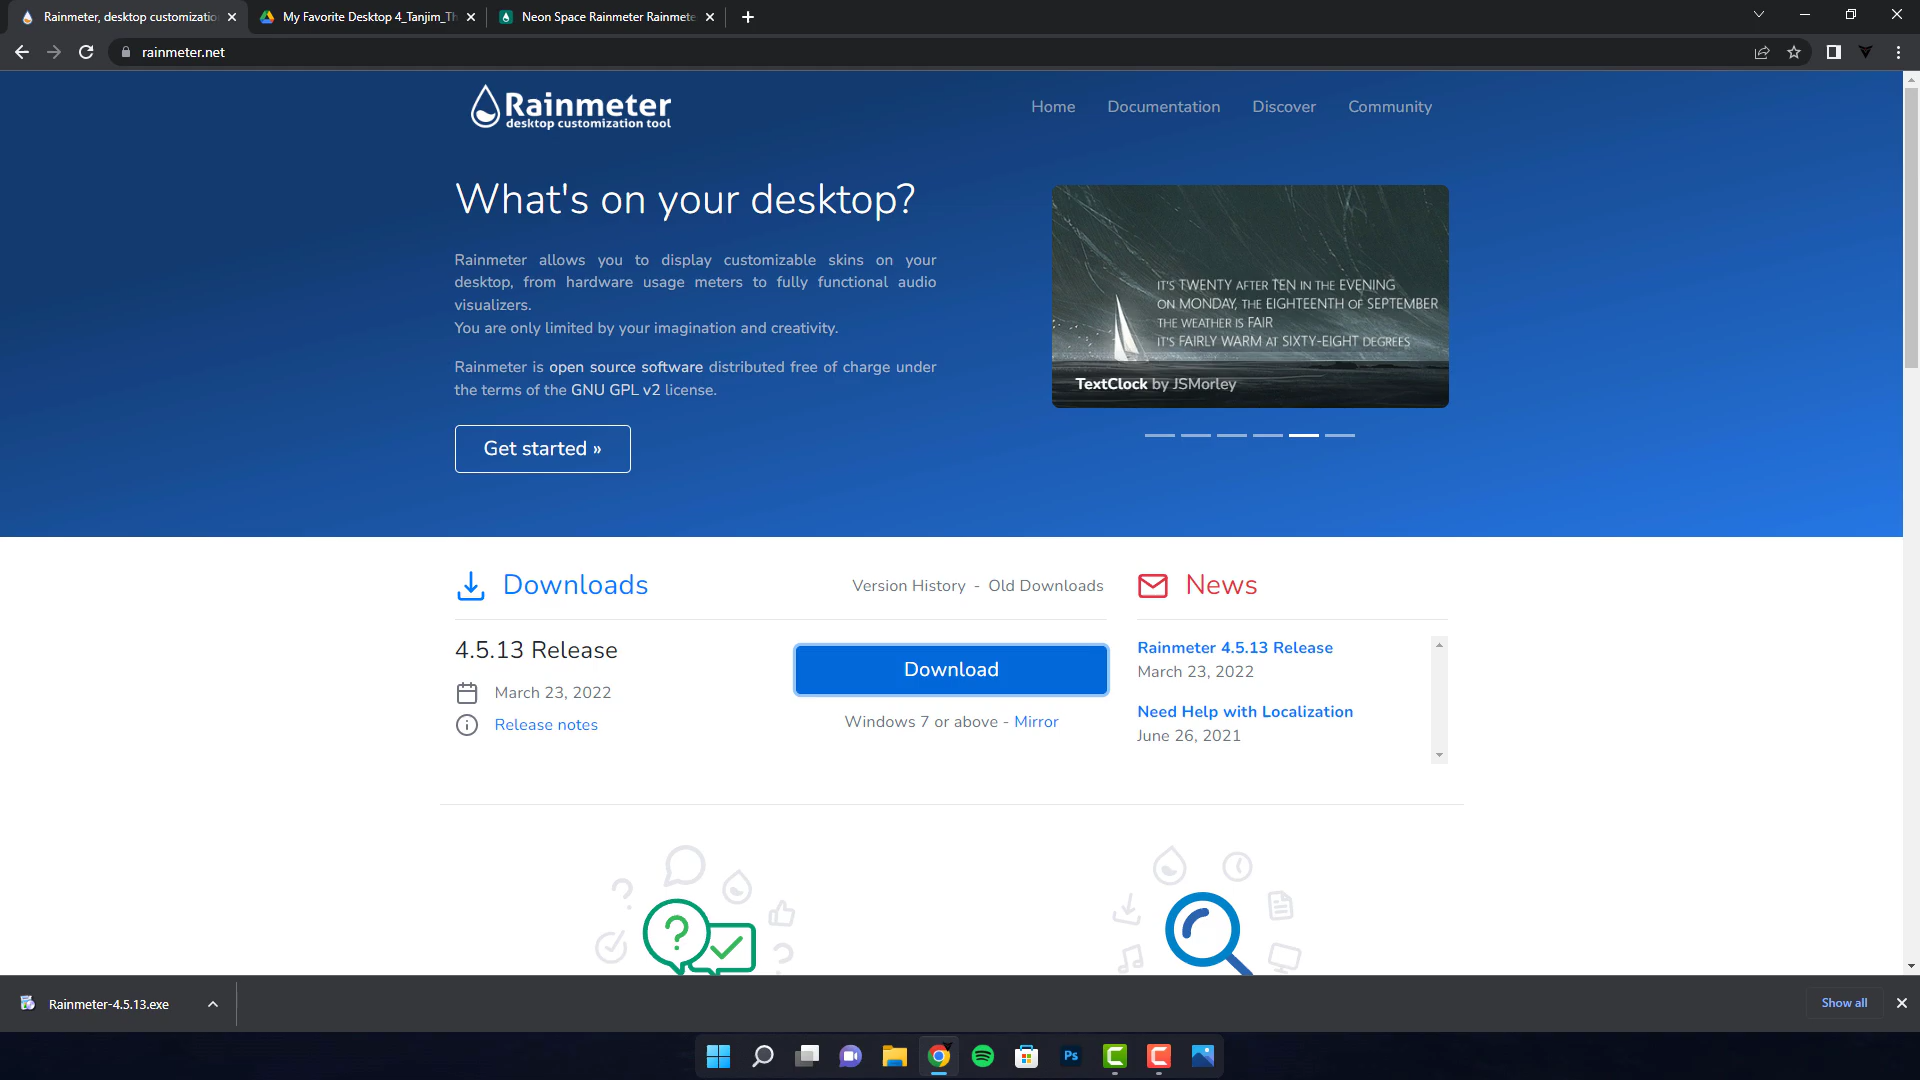 Rainmeter, desktop customizatio
My Favorite Desktop 4_Tanjim_Th
Neon Space Rainmeter Rainmete
rainmeter.net
Rainmeter
desktop customization tool
Home
Documentation
Discover
Community
What's on your desktop?
Rainmeter allows you to display customizable skins on your
desktop, from hardware usage meters to fully functional audio
visualizers.
You are only limited by your imagination and creativity.
Rainmeter is open source software distributed free of charge under
the terms of the GNU GPL v2 license.
Get started »
IT'S TWENTY AFTER TEN IN THE EVENING
ON MONDAY, THE EIGHTEENTH OF SEPTEMBER
THE WEATHER IS FAIR
IT'S FAIRLY WARM AT SIXTY-EIGHT DEGREES
TextClock by JSMorley
Downloads
Version History - Old Downloads
4.5.13 Release
March 23, 2022
Release notes
Download
Windows 7 or above - Mirror
News
Rainmeter 4.5.13 Release
March 23, 2022
Need Help with Localization
June 26, 2021
Rainmeter-4.5.13.exe
Show all
Ps